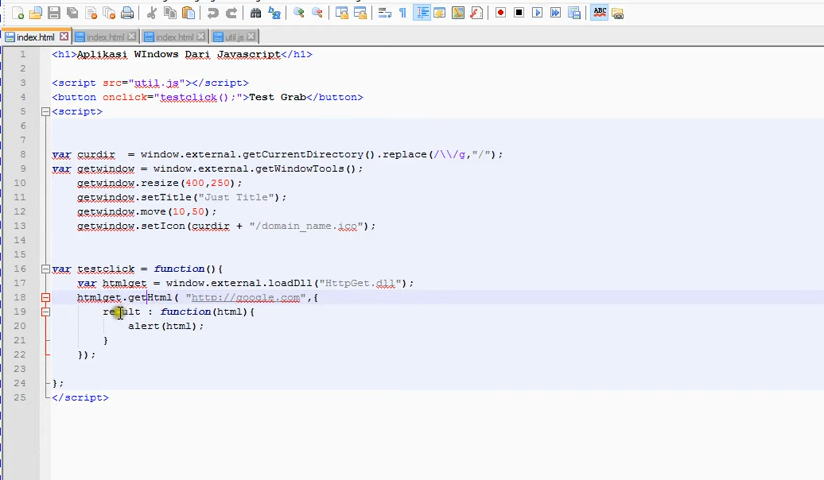 index.html index.html index.html util.js
1 <h1>Aplikasi WIndows Dari Javascript</h1>
2
3 <script src="util.js"></script>
4 <button onclick="testclick();">Test Grab</button>
5 <script>
6
7
8 var curdir  = window.external.getCurrentDirectory().replace(/\\/g,"/");
9 var getwindow = window.external.getWindowTools();
10 getwindow.resize(400,250);
11 getwindow.setTitle("Just Title");
12 getwindow.move(10,50);
13 getwindow.setIcon(curdir + "/domain_name.ico");
14
15
16 var testclick = function(){
17 var htmlget = window.external.loadDll("HttpGet.dll");
18 htmlget.getHtml( "http://google.com",{
19 result : function(html){
20 alert(html);
21 }
22 });
23
24 };
25 </script>